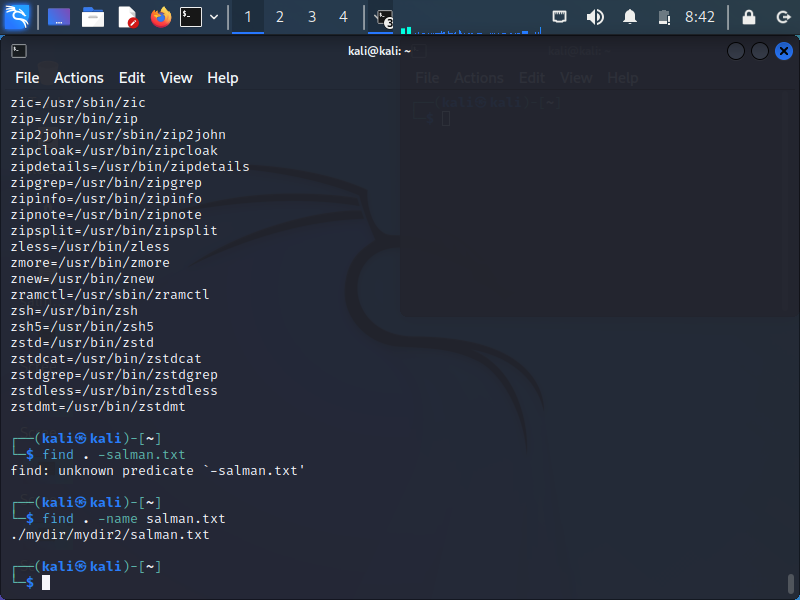 1 2 3 4 3 8:42
kali@kali: ~
File Actions Edit View Help
File Actions Edit View Help
zic=/usr/sbin/zic
zip=/usr/bin/zip
zip2john=/usr/sbin/zip2john
zipcloak=/usr/bin/zipcloak
zipdetails=/usr/bin/zipdetails
zipgrep=/usr/bin/zipgrep
zipinfo=/usr/bin/zipinfo
zipnote=/usr/bin/zipnote
zipsplit=/usr/bin/zipsplit
zless=/usr/bin/zless
zmore=/usr/bin/zmore
znew=/usr/bin/znew
zramctl=/usr/sbin/zramctl
zsh=/usr/bin/zsh
zsh5=/usr/bin/zsh5
zstd=/usr/bin/zstd
zstdcat=/usr/bin/zstdcat
zstdgrep=/usr/bin/zstdgrep
zstdless=/usr/bin/zstdless
zstdmt=/usr/bin/zstdmt
┌──(kali㉿kali)-[~]
└─$ find . -salman.txt
find: unknown predicate `-salman.txt'
┌──(kali㉿kali)-[~]
└─$ find . -name salman.txt
./mydir/mydir2/salman.txt
┌──(kali㉿kali)-[~]
└─$